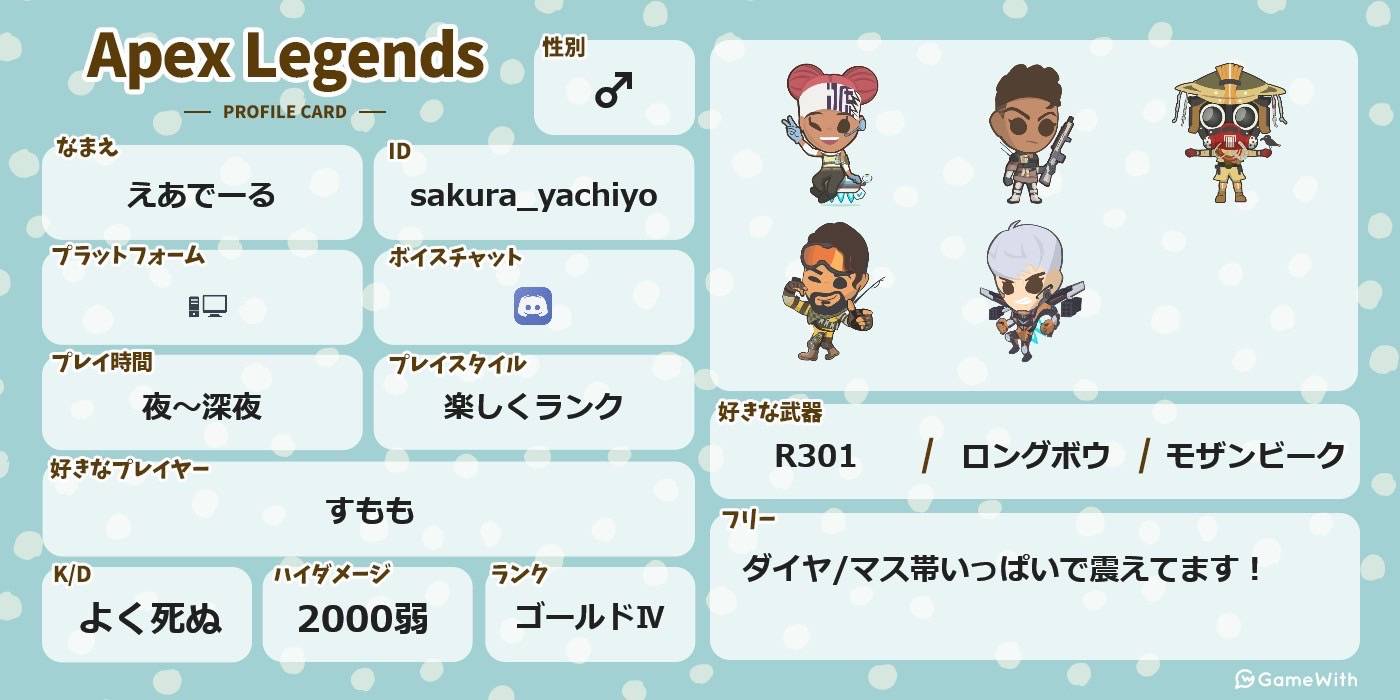 Apex Legends
PROFILE CARD
性別
♂
なまえ
えあでーる
ID
sakura_yachiyo
プラットフォーム
ボイスチャット
プレイ時間
夜～深夜
プレイスタイル
楽しくランク
好きなプレイヤー
すもも
K/D
よく死ぬ
ハイダメージ
2000弱
ランク
ゴールドⅣ
好きな武器
R301 / ロングボウ / モザンビーク
フリー
ダイヤ/マス帯いっぱいで震えてます！
GameWith